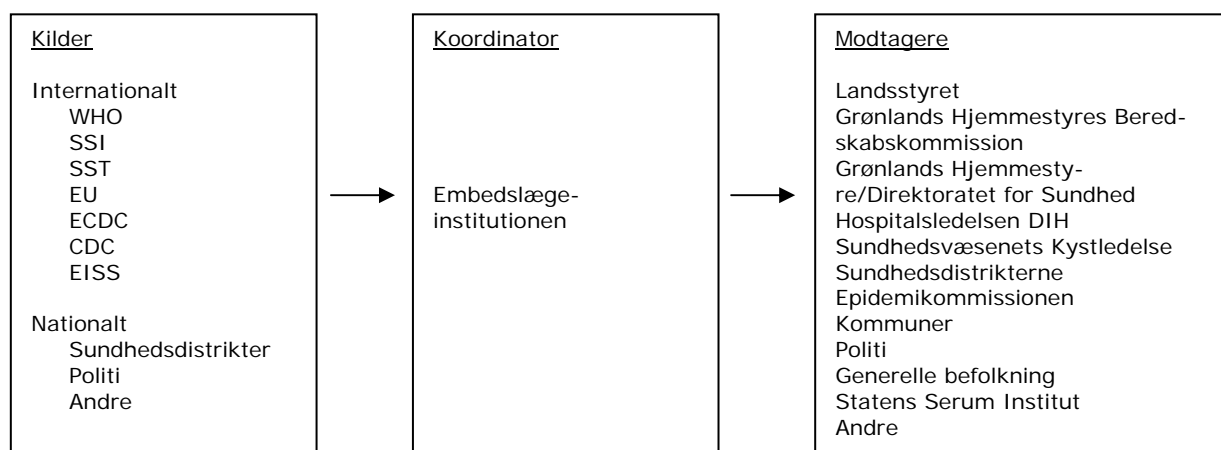 Kilder
Internationalt
WHO
SSI
SST
EU
ECDC
CDC
EISS
Nationalt
Sundhedsdistrikter
Politi
Andre
Koordinator
Embedslæge-
institutionen
Modtagere
Landsstyret
Grønlands Hjemmestyres Bered-
skabskommission
Grønlands Hjemmesty-
re/Direktoratet for Sundhed
Hospitalsledelsen DIH
Sundhedsvæsenets Kystledelse
Sundhedsdistrikterne
Epidemikommissionen
Kommuner
Politi
Generelle befolkning
Statens Serum Institut
Andre